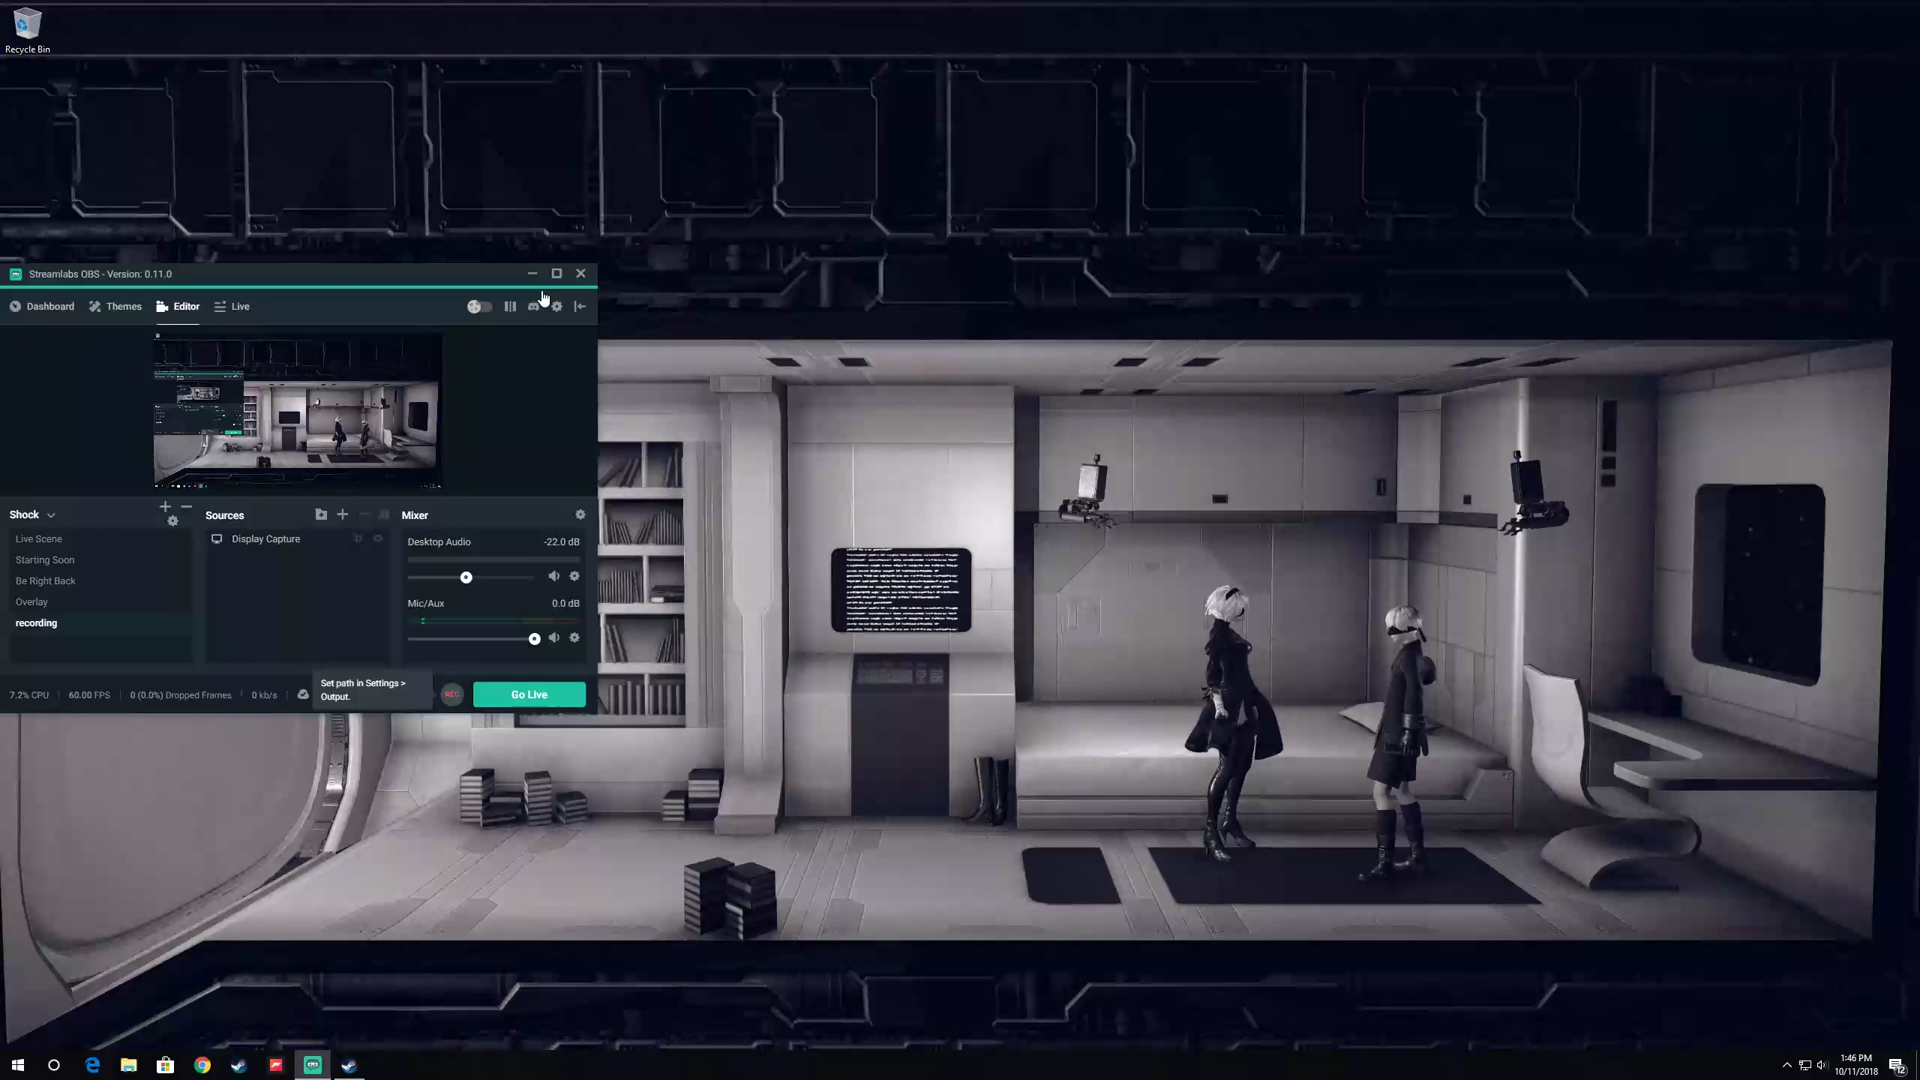 Recycle Bin
Streamlabs OBS - Version: 0.11.0
Dashboard Themes Editor Live
Shock
Sources
Mixer
Live Scene
Starting Soon
Be Right Back
Overlay
recording
Display Capture
Desktop Audio -22.0 dB
Mic/Aux 0.0 dB
7.2% CPU 60.00 FPS 0 (0.0%) Dropped Frames 0 kb/s
Set path in Settings >
Output.
REC
Go Live
1:46 PM
10/11/2018
12